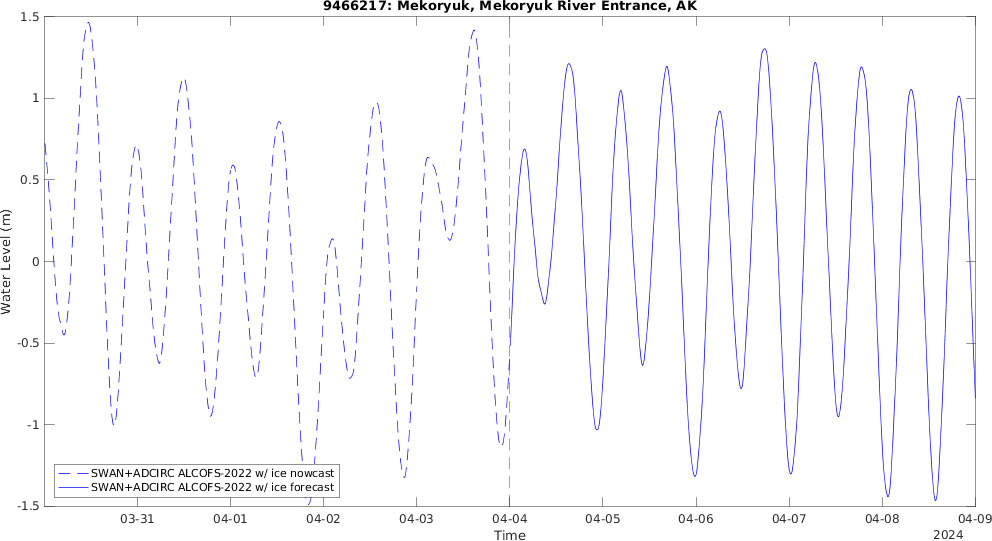 9466217: Mekoryuk, Mekoryuk River Entrance, AK
1.5
1
0.5
0
-0.5
-1
-1.5
Water Level (m)
SWAN+ADCIRC ALCOFS-2022 w/ ice nowcast
SWAN+ADCIRC ALCOFS-2022 w/ ice forecast
03-31 04-01 04-02 04-03 04-04 04-05 04-06 04-07 04-08 04-09
Time
2024